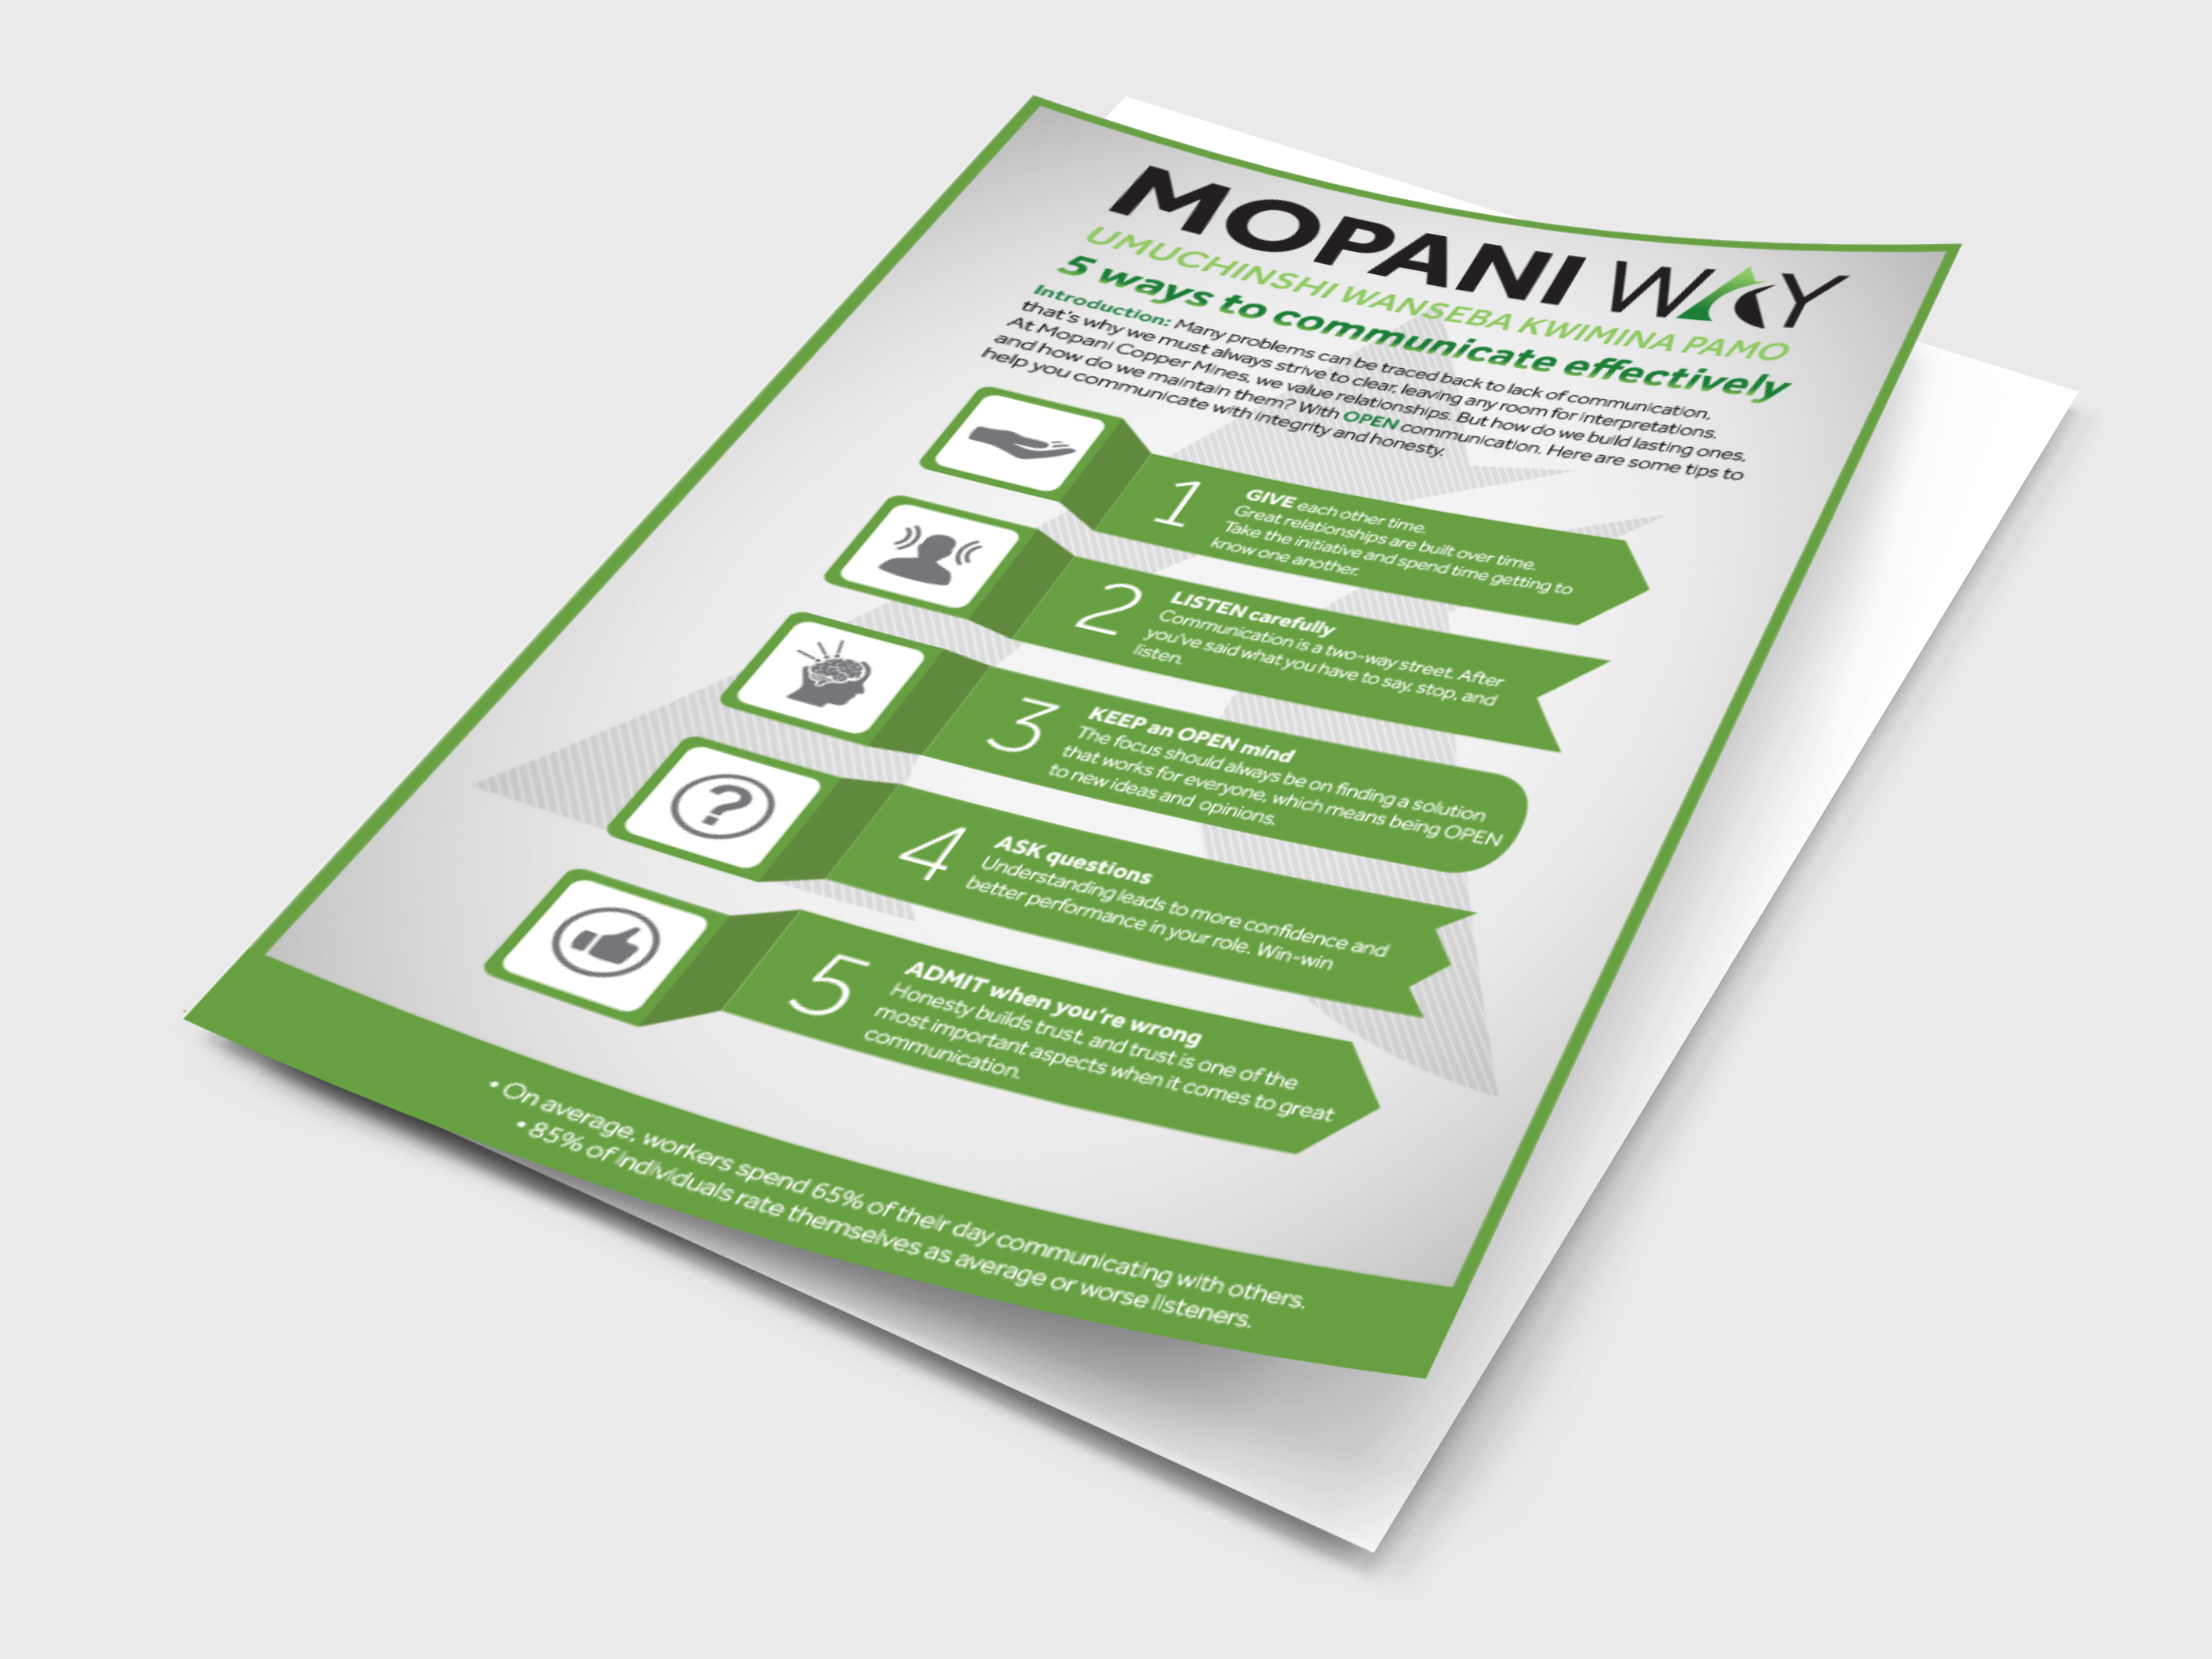 MOPANI WAY
UMUCHINSHI WANSEBA KWIMINA PAMO
5 ways to communicate effectively
Introduction: Many problems can be traced back to lack of communication,
that's why we must always strive to clear, leaving any room for interpretations.
At Mopani Copper Mines, we value relationships. But how do we build lasting ones,
and how do we maintain them? With OPEN communication. Here are some tips to
help you communicate with integrity and honesty.
1
GIVE each other time.
Great relationships are built over time.
Take the initiative and spend time getting to
know one another.
2
LISTEN carefully
Communication is a two-way street. After
you've said what you have to say, stop, and
listen.
3
KEEP an OPEN mind
The focus should always be on finding a solution
that works for everyone, which means being OPEN
to new ideas and opinions.
?
4
ASK questions
Understanding leads to more confidence and
better performance in your role. Win-win
5
ADMIT when you're wrong
Honesty builds trust, and trust is one of the
most important aspects when it comes to great
communication.
• On average, workers spend 65% of their day communicating with others.
• 85% of individuals rate themselves as average or worse listeners.